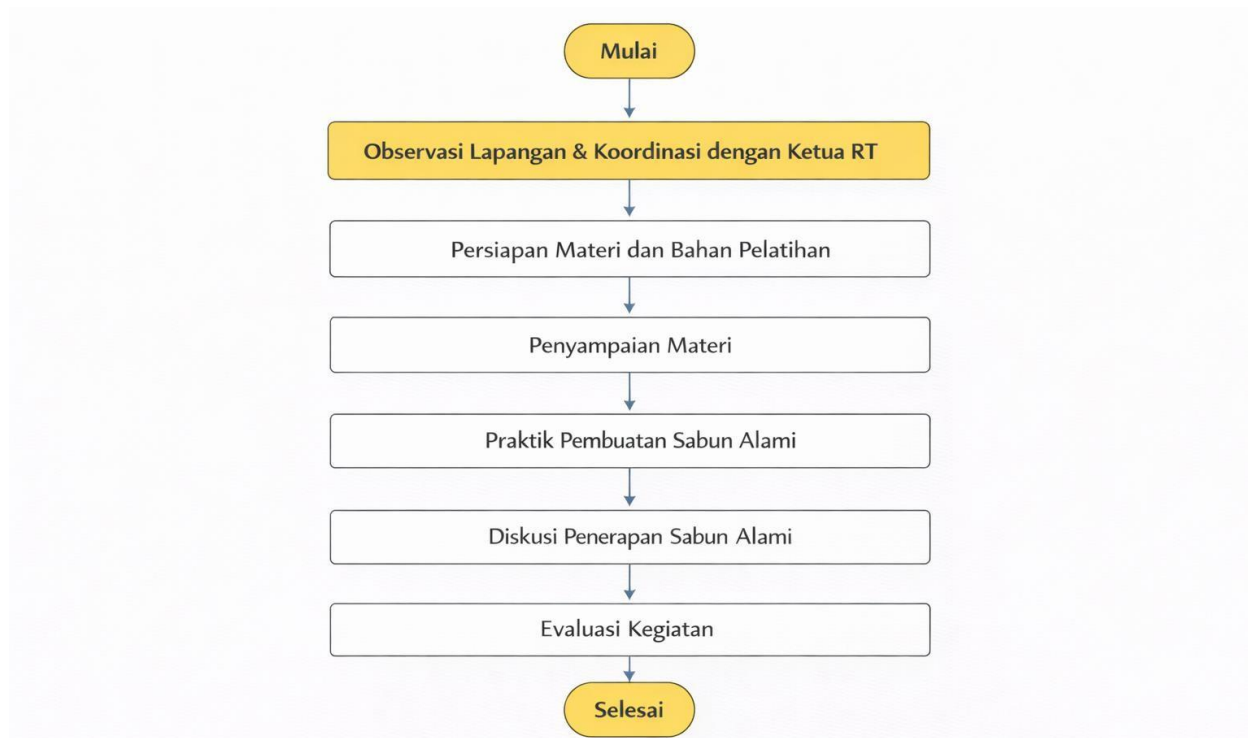 Mulai
Observasi Lapangan & Koordinasi dengan Ketua RT
Persiapan Materi dan Bahan Pelatihan
Penyampaian Materi
Praktik Pembuatan Sabun Alami
Diskusi Penerapan Sabun Alami
Evaluasi Kegiatan
Selesai